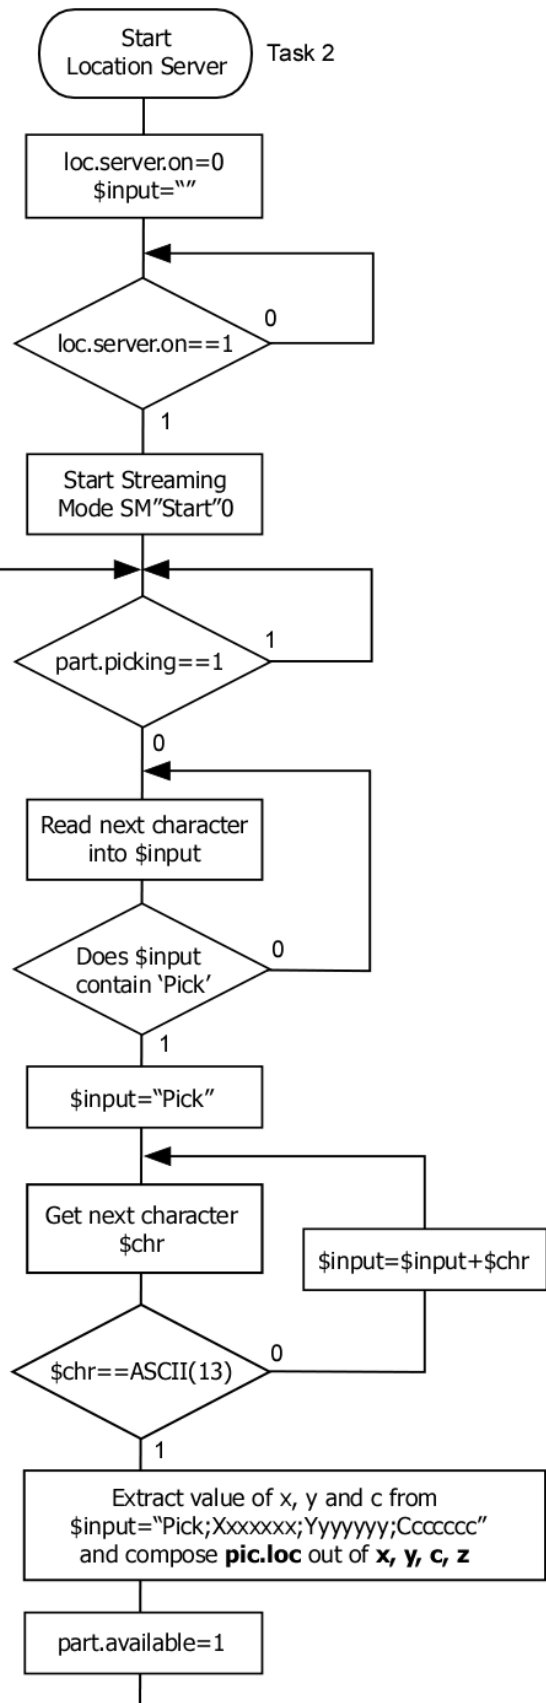 Start
Location Server
Task 2
loc.server.on=0
$input=“”
0
loc.server.on==1
1
Start Streaming
Mode SM”Start”0
1
part.picking==1
0
Read next character
into $input
0
Does $input
contain ‘Pick’
1
$input=“Pick”
Get next character
$chr
$input=$input+$chr
0
$chr==ASCII(13)
1
Extract value of x, y and c from
$input=“Pick;Xxxxxxx;Yyyyyyy;Ccccccc”
and compose pic.loc out of x, y, c, z
part.available=1